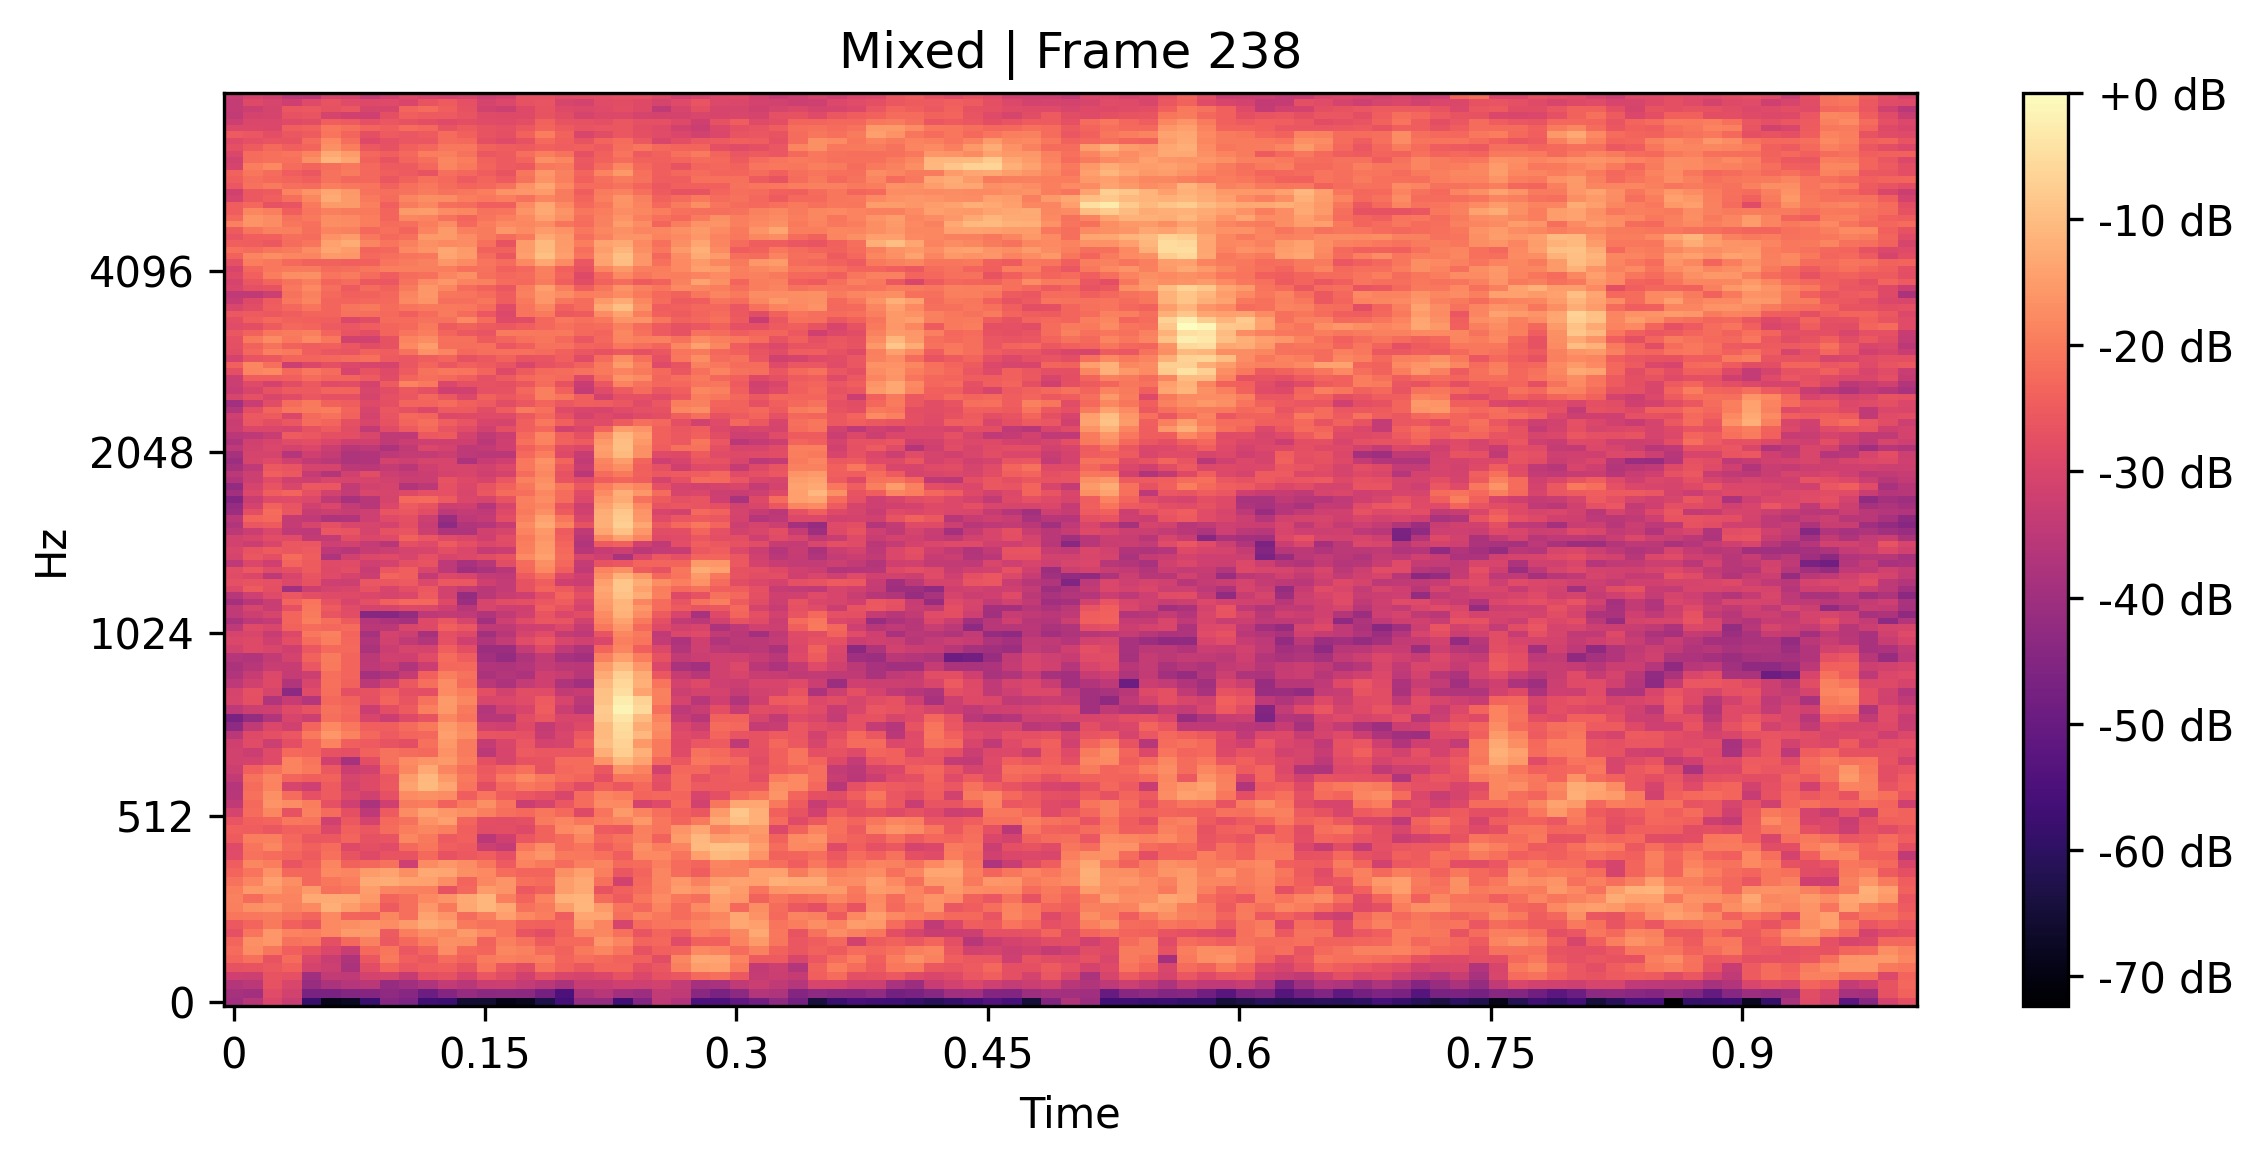 Mixed | Frame 238
Hz
4096
2048
1024
512
0
0
0.15
0.3
0.45
0.6
0.75
0.9
Time
+0 dB
-10 dB
-20 dB
-30 dB
-40 dB
-50 dB
-60 dB
-70 dB